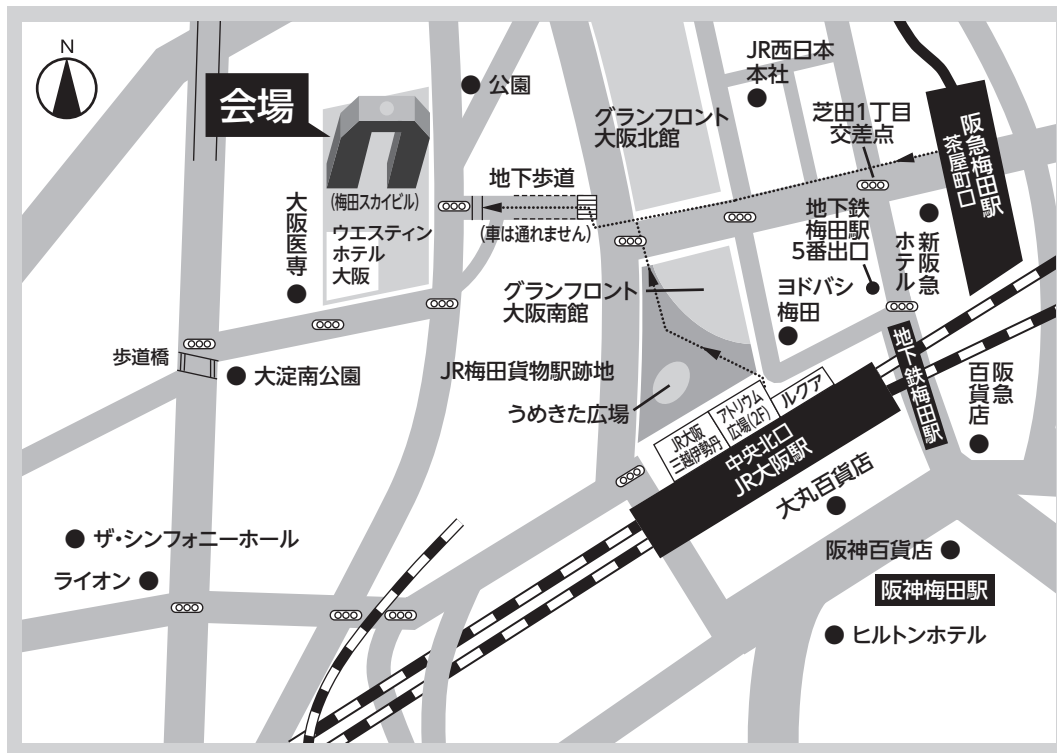 N
会場
公園
JR西日本
本社
グランフロント
大阪北館
芝田1丁目
交差点
阪急梅田駅
茶屋町口
地下歩道
(車は通れません)
(梅田スカイビル)
ウエスティン
ホテル
大阪
大阪医専
地下鉄
梅田駅
5番出口
新阪急
ホテル
グランフロント
大阪南館
ヨドバシ
梅田
歩道橋
大淀南公園
JR梅田貨物駅跡地
うめきた広場
JR大阪
三越伊勢丹
アトリウム
広場(2F)
ルクア
中央北口
JR大阪駅
地下鉄梅田駅
阪急
百貨店
大丸百貨店
ザ・シンフォニーホール
ライオン
阪神百貨店
阪神梅田駅
ヒルトンホテル